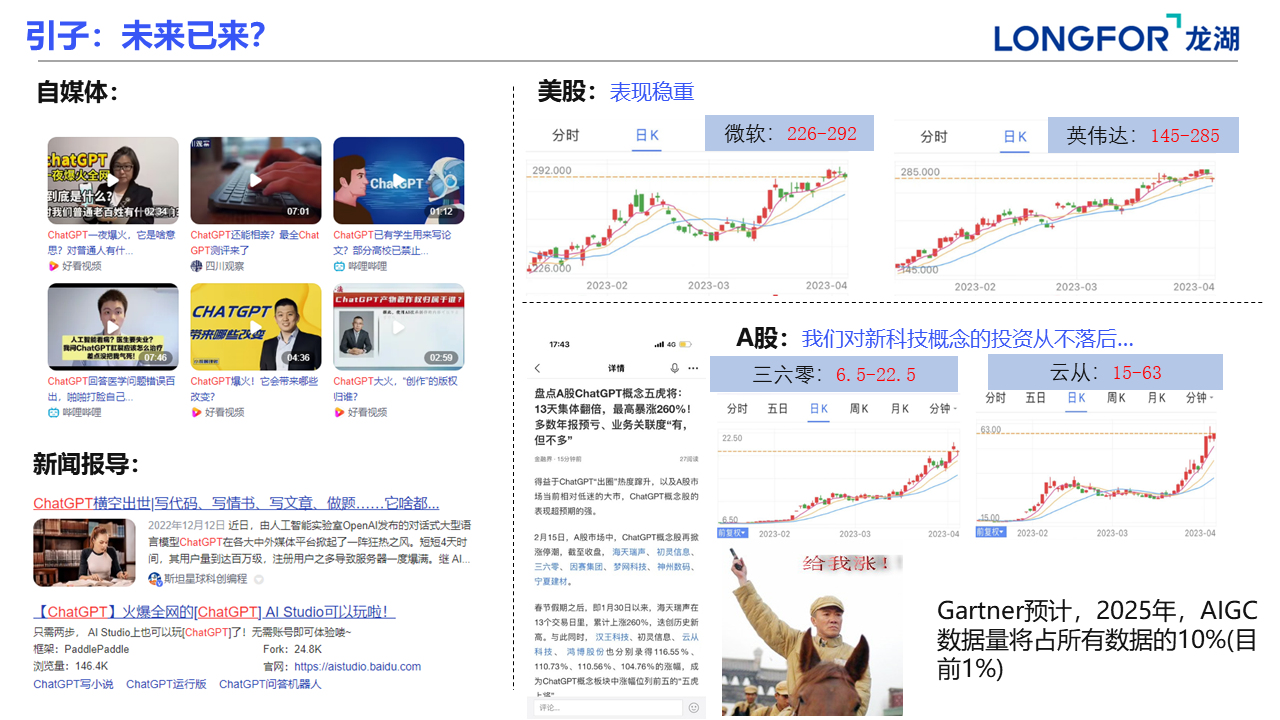 引子：未来已来?
LONGFOR 龙湖
自媒体：
ChatGPT
一夜爆火全网
到底是什么?
对我们普通老百姓有什
02:34
ChatGPT一夜爆火，它是啥意
思？对普通人有什...
好看视频
07:01
ChatGPT还能相亲？最全Chat
GPT测评来了
四川观察
ChatGPT
01:12
ChatGPT已有学生用来写论
文？部分高校已禁止...
哔哩哔哩
人工智能看病？医生要失业？
我问ChatGPT肛裂应该怎么治疗
差点没把我气死！
07:46
ChatGPT回答医学问题错误百
出，啪啪打脸自己...
哔哩哔哩
CHATGPT
带来哪些改变
04:36
ChatGPT爆火！它会带来哪些
改变？
好看视频
ChatGPT产物著作权归属于谁？
02:59
ChatGPT大火，“创作”的版权
归谁？
好看视频
新闻报导：
ChatGPT横空出世|写代码、写情书、写文章、做题……它啥都...
2022年12月12日 近日，由人工智能实验室OpenAI发布的对话式大型语
言模型ChatGPT在各大中外媒体平台掀起了一阵狂热之风。短短4天时
间，其用户量到达百万级，注册用户之多导致服务器一度爆满。继 AI...
斯坦星球科创编程
【ChatGPT】火爆全网的[ChatGPT] AI Studio可以玩啦！
只需两步， AI Studio上也可以玩[ChatGPT]了！无需账号即可体验喽~
框架：PaddlePaddle
Fork：24.8K
浏览量：146.4K
官网：https://aistudio.baidu.com
ChatGPT写小说 ChatGPT运行版 ChatGPT问答机器人
美股：表现稳重
分时 日K
微软：226-292
292.000
226.000
2023-02 2023-03 2023-04
分时 日K
英伟达：145-285
285.000
145.000
2023-02 2023-03 2023-04
A股：我们对新科技概念的投资从不落后...
17:43
4G
详情
盘点A股ChatGPT概念五虎将：
13天集体翻倍，最高暴涨260%！
多数年报预亏、业务关联度“有，
但不多”
金融界 · 15分钟前
27阅读
得益于ChatGPT“出圈”热度蹿升，以及A股市
场当前相对低迷的大市，ChatGPT概念股的
表现超预期的强。
2月15日，A股市场中，ChatGPT概念股再掀
涨停潮，截至收盘， 海天瑞声、 初灵信息、
三六零、 因赛集团、 梦网科技、 神州数码、
宁夏建材。
春节假期之后，即1月30日以来，海天瑞声在
13个交易日里，累计上涨260%，迭创历史新
高。与此同时， 汉王科技、初灵信息、 云从
科技、 鸿博股份也分别录得116.55%、
110.73%、110.56%、104.76%的涨幅，成
为ChatGPT概念板块中涨幅位列前五的“五虎
上将”
评论...
三六零：6.5-22.5
分时 五日 日K 周K 月K 分钟
22.50
6.50
前复权
2023-02 2023-03 2023-04
云从：15-63
分时 五日 日K 周K 月K 分钟
63.00
15.00
前复权
2023-02 2023-03 2023-04
给我涨！
Gartner预计，2025年，AIGC
数据量将占所有数据的10%(目
前1%)